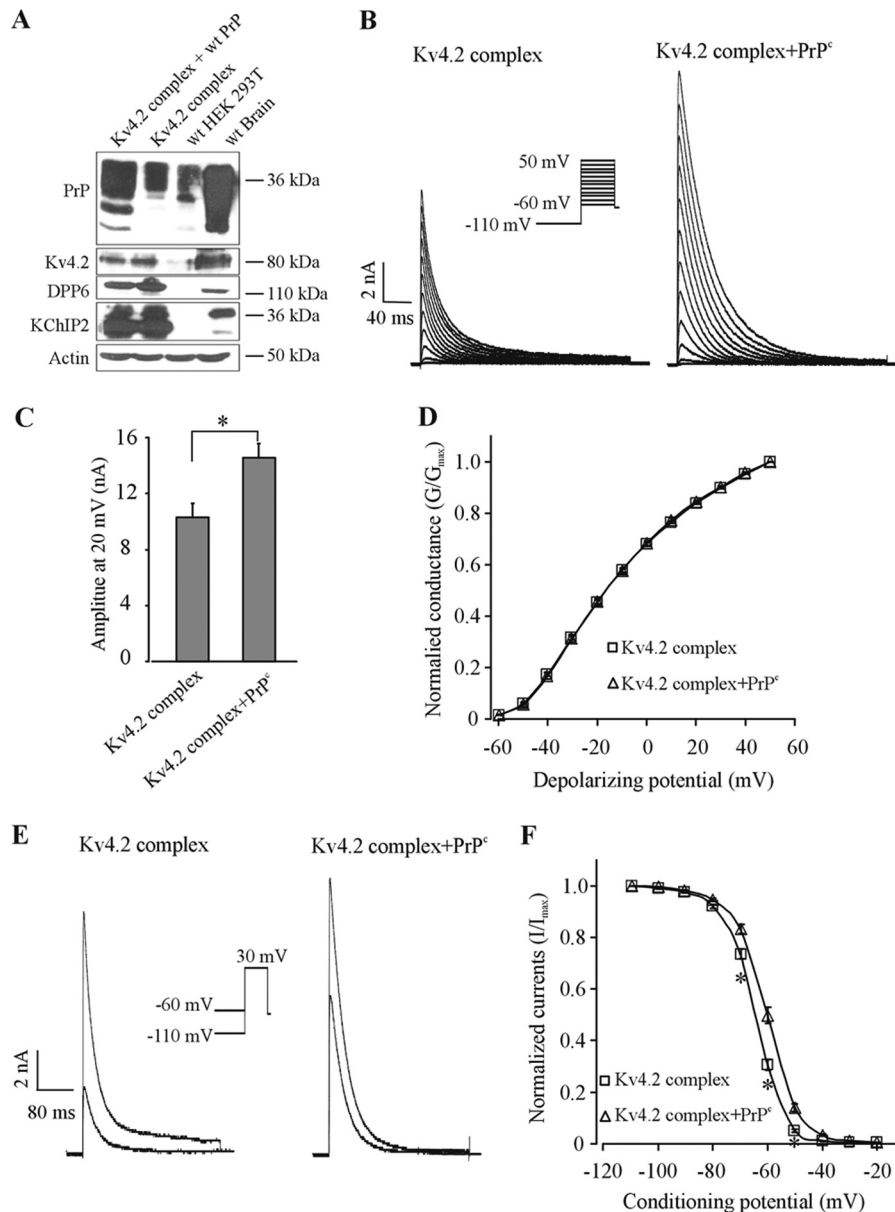 A
Kv4.2 complex + wt PrP
Kv4.2 complex
wt HEK 293T
wt Brain
PrP
36 kDa
Kv4.2
80 kDa
DPP6
110 kDa
KChIP2
36 kDa
Actin
50 kDa
B
Kv4.2 complex
Kv4.2 complex+PrPᶜ
50 mV
-60 mV
-110 mV
2 nA
40 ms
C
*
Amplitue at 20 mV (nA)
16
12
8
4
0
Kv4.2 complex
Kv4.2 complex+PrPᶜ
D
Normalied conductance (G/Gmax)
1.0
0.8
0.6
0.4
0.2
0
Kv4.2 complex
Kv4.2 complex+PrPᶜ
-60 -40 -20 0 20 40 60
Depolarizing potential (mV)
E
Kv4.2 complex
Kv4.2 complex+PrPᶜ
30 mV
-60 mV
-110 mV
2 nA
80 ms
F
Normalized currents (I/Imax)
1.0
0.8
0.6
0.4
0.2
0
*
*
*
Kv4.2 complex
Kv4.2 complex+PrPᶜ
-120 -100 -80 -60 -40 -20
Conditioning potential (mV)